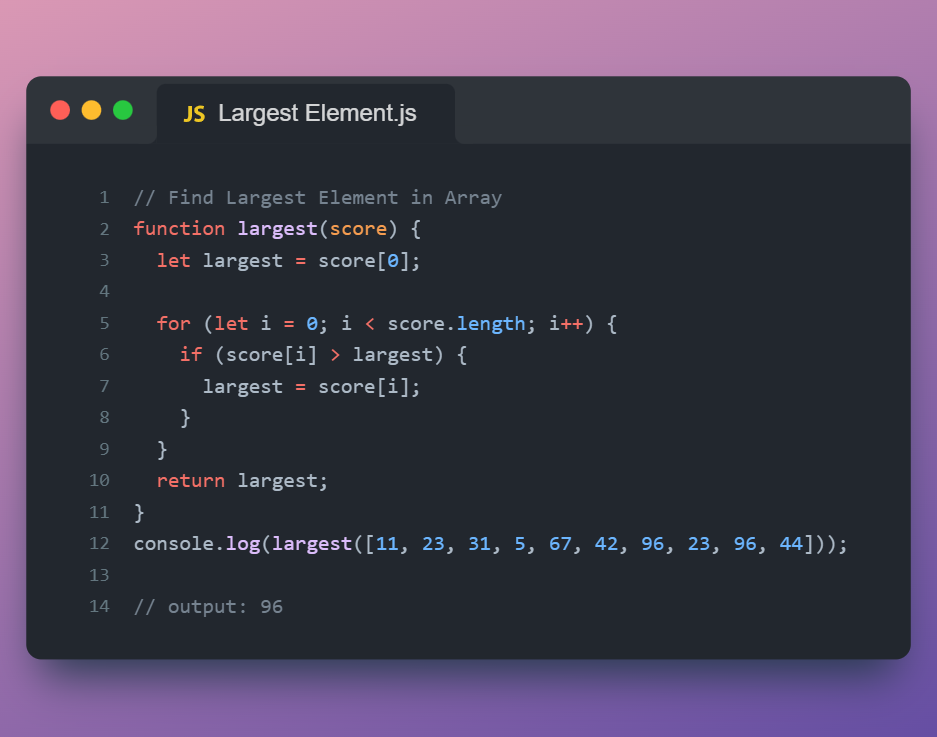 JS Largest Element.js
1 // Find Largest Element in Array
2 function largest(score) {
3   let largest = score[0];
4
5   for (let i = 0; i < score.length; i++) {
6     if (score[i] > largest) {
7       largest = score[i];
8     }
9   }
10   return largest;
11 }
12 console.log(largest([11, 23, 31, 5, 67, 42, 96, 23, 96, 44]));
13
14 // output: 96